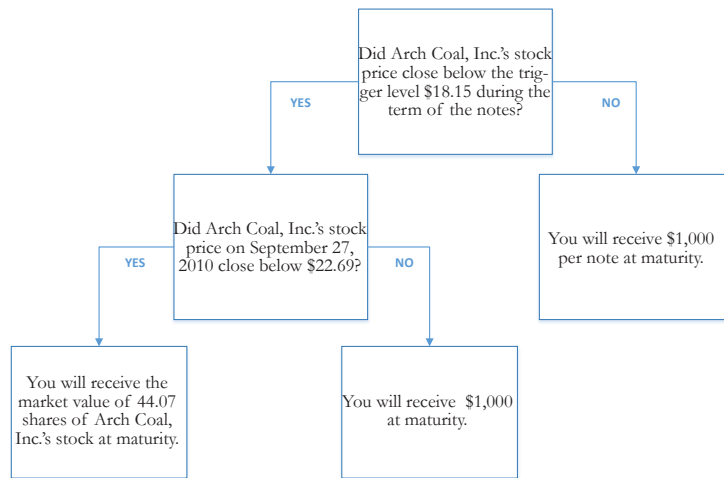 Did Arch Coal, Inc.'s stock
price close below the trig-
ger level $18.15 during the
term of the notes?
YES
NO
Did Arch Coal, Inc.'s stock
price on September 27,
2010 close below $22.69?
You will receive $1,000
per note at maturity.
YES
NO
You will receive the
market value of 44.07
shares of Arch Coal,
Inc.'s stock at maturity.
You will receive $1,000
at maturity.